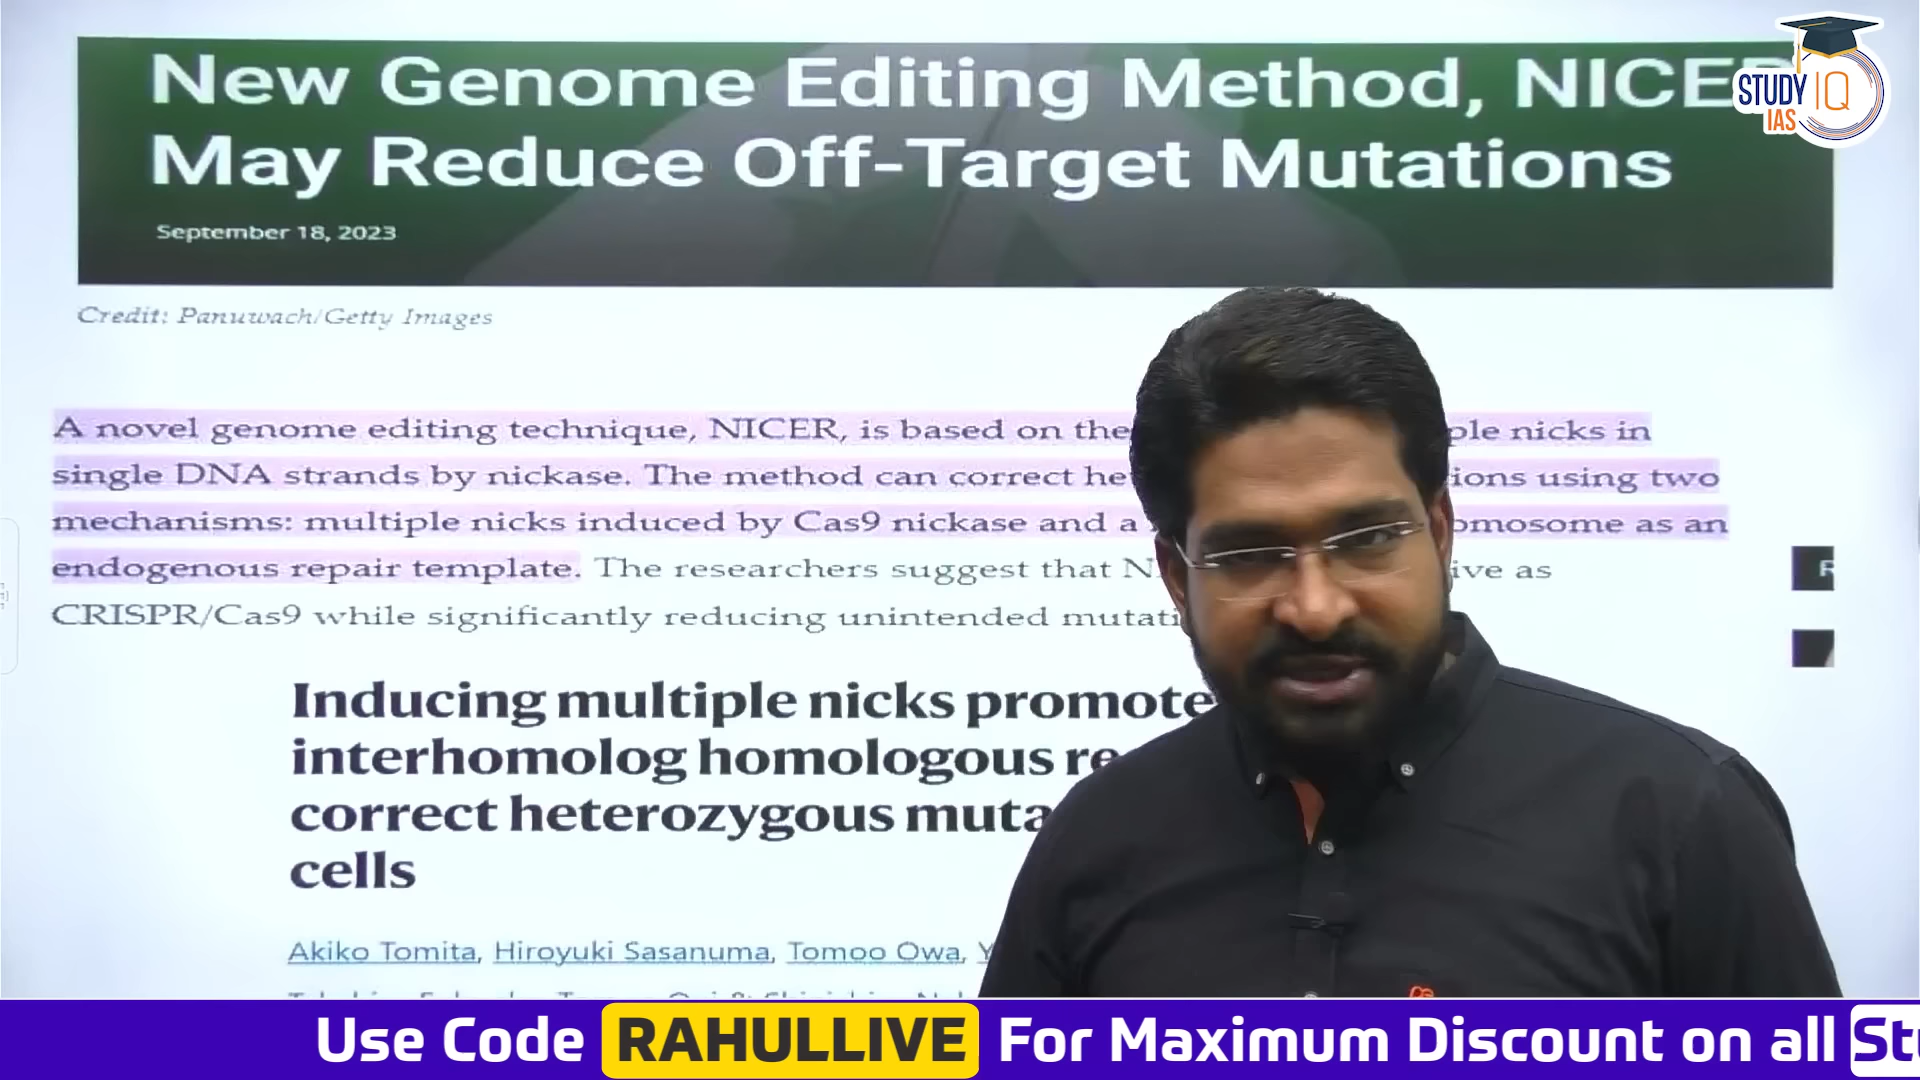 New Genome Editing Method, NICER
May Reduce Off-Target Mutations
September 18, 2023
STUDY IQ
IAS
Credit: Panuwach/Getty Images
A novel genome editing technique, NICER, is based on the ple nicks in
single DNA strands by nickase. The method can correct he ions using two
mechanisms: multiple nicks induced by Cas9 nickase and a omosome as an
endogenous repair template. The researchers suggest that N ive as
CRISPR/Cas9 while significantly reducing unintended mutati
R
Inducing multiple nicks promote
interhomolog homologous re
correct heterozygous muta
cells
Akiko Tomita, Hiroyuki Sasanuma, Tomoo Owa, Y
Use Code RAHULLIVE For Maximum Discount on all St